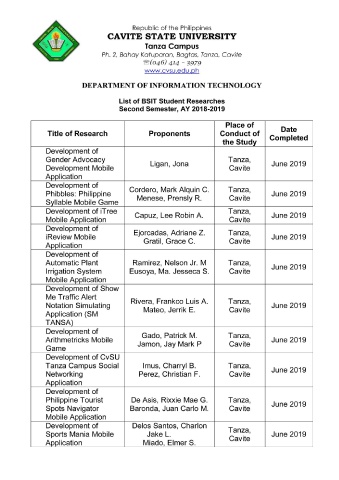 Republic of the Philippines
CAVITE STATE UNIVERSITY
Tanza Campus
Ph. 2, Bahay Katuparan, Bagtas, Tanza, Cavite
☏(046) 414 – 3979
www.cvsu.edu.ph
DEPARTMENT OF INFORMATION TECHNOLOGY
List of BSIT Student Researches
Second Semester, AY 2018-2019
Title of Research
Proponents
Place of
Conduct of
the Study
Date
Completed
Development of
Gender Advocacy
Development Mobile
Application
Ligan, Jona
Tanza,
Cavite
June 2019
Development of
Phibbles: Philippine
Syllable Mobile Game
Cordero, Mark Alquin C.
Menese, Prensly R.
Tanza,
Cavite
June 2019
Development of iTree
Mobile Application
Capuz, Lee Robin A.
Tanza,
Cavite
June 2019
Development of
iReview Mobile
Application
Ejorcadas, Adriane Z.
Gratil, Grace C.
Tanza,
Cavite
June 2019
Development of
Automatic Plant
Irrigation System
Mobile Application
Ramirez, Nelson Jr. M
Eusoya, Ma. Jesseca S.
Tanza,
Cavite
June 2019
Development of Show
Me Traffic Alert
Notation Simulating
Application (SM
TANSA)
Rivera, Frankco Luis A.
Mateo, Jerrik E.
Tanza,
Cavite
June 2019
Development of
Arithmetricks Mobile
Game
Gado, Patrick M.
Jamon, Jay Mark P
Tanza,
Cavite
June 2019
Development of CvSU
Tanza Campus Social
Networking
Application
Imus, Charryl B.
Perez, Christian F.
Tanza,
Cavite
June 2019
Development of
Philippine Tourist
Spots Navigator
Mobile Application
De Asis, Rixxie Mae G.
Baronda, Juan Carlo M.
Tanza,
Cavite
June 2019
Development of
Sports Mania Mobile
Application
Delos Santos, Charlon
Jake L.
Miado, Elmer S.
Tanza,
Cavite
June 2019